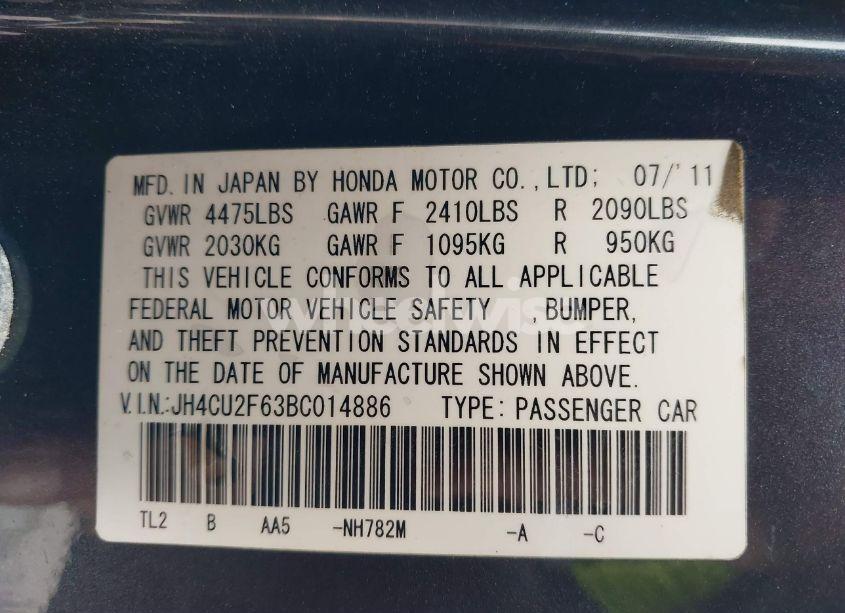 MFD. IN JAPAN BY HONDA MOTOR CO.,LTD; 07/'11
GVWR 4475LBS GAWR F 2410LBS R 2090LBS
GVWR 2030KG GAWR F 1095KG R 950KG
THIS VEHICLE CONFORMS TO ALL APPLICABLE
FEDERAL MOTOR VEHICLE SAFETY ,BUMPER,
AND THEFT PREVENTION STANDARDS IN EFFECT
ON THE DATE OF MANUFACTURE SHOWN ABOVE.
V.I.N.:JH4CU2F63BC014886 TYPE: PASSENGER CAR
TL2 B AA5 -NH782M -A -C